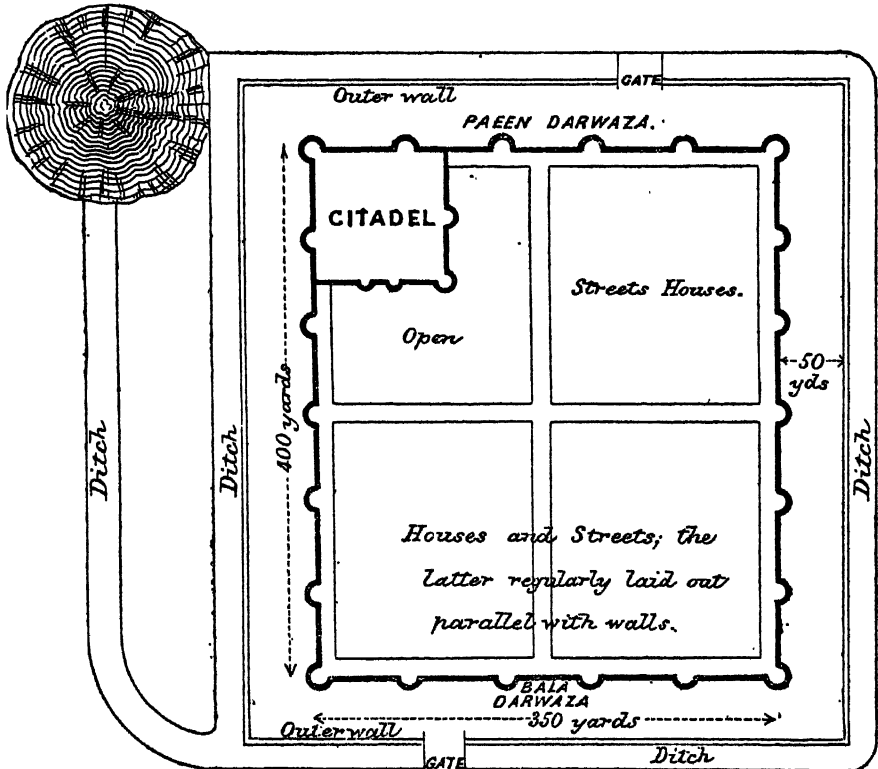 GATE
Outer wall
PAEEN DARWAZA.
CITADEL
Streets Houses.
Open
50
yds
400 yards
Ditch
Ditch
Ditch
Houses and Streets; the
latter regularly laid out
parallel with walls.
BALA
DARWAZA
350 yards
Outer wall
Ditch
GATE